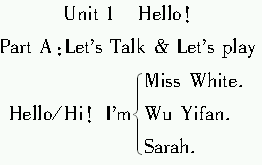 Unit 1 Hello!
Part A:Let's Talk & Let's play
Miss White.
Hello/Hi! I'm Wu Yifan.
Sarah.